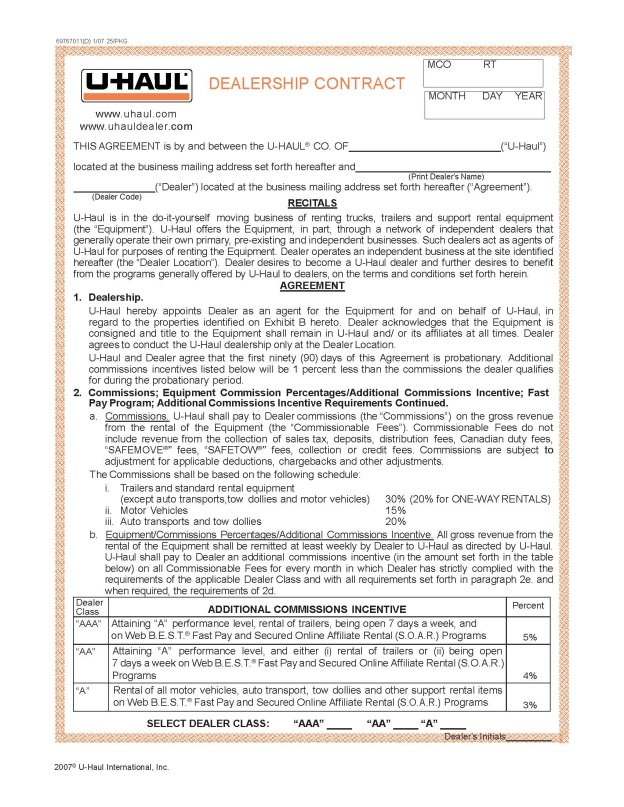 69767011(D) 1/07 25/PKG
U-HAUL®
DEALERSHIP CONTRACT
MCO RT
MONTH DAY YEAR
www.uhaul.com
www.uhauldealer.com
THIS AGREEMENT is by and between the U-HAUL® CO. OF (“U-Haul”)
located at the business mailing address set forth hereafter and
(Print Dealer's Name)
(“Dealer”) located at the business mailing address set forth hereafter (“Agreement”).
(Dealer Code)
RECITALS
U-Haul is in the do-it-yourself moving business of renting trucks, trailers and support rental equipment
(the “Equipment”). U-Haul offers the Equipment, in part, through a network of independent dealers that
generally operate their own primary, pre-existing and independent businesses. Such dealers act as agents of
U-Haul for purposes of renting the Equipment. Dealer operates an independent business at the site identified
hereafter (the “Dealer Location”). Dealer desires to become a U-Haul dealer and further desires to benefit
from the programs generally offered by U-Haul to dealers, on the terms and conditions set forth herein.
AGREEMENT
1. Dealership.
U-Haul hereby appoints Dealer as an agent for the Equipment for and on behalf of U-Haul, in
regard to the properties identified on Exhibit B hereto. Dealer acknowledges that the Equipment is
consigned and title to the Equipment shall remain in U-Haul and/ or its affiliates at all times. Dealer
agrees to conduct the U-Haul dealership only at the Dealer Location.
U-Haul and Dealer agree that the first ninety (90) days of this Agreement is probationary. Additional
commissions incentives listed below will be 1 percent less than the commissions the dealer qualifies
for during the probationary period.
2. Commissions; Equipment Commission Percentages/Additional Commissions Incentive; Fast
Pay Program; Additional Commissions Incentive Requirements Continued.
a. Commissions. U-Haul shall pay to Dealer commissions (the “Commissions”) on the gross revenue
from the rental of the Equipment (the “Commissionable Fees”). Commissionable Fees do not
include revenue from the collection of sales tax, deposits, distribution fees, Canadian duty fees,
“SAFEMOVE®” fees, “SAFETOW®” fees, collection or credit fees. Commissions are subject to
adjustment for applicable deductions, chargebacks and other adjustments.
The Commissions shall be based on the following schedule:
i. Trailers and standard rental equipment
(except auto transports,tow dollies and motor vehicles) 30% (20% for ONE-WAY RENTALS)
ii. Motor Vehicles 15%
iii. Auto transports and tow dollies 20%
b. Equipment/Commissions Percentages/Additional Commissions Incentive. All gross revenue from the
rental of the Equipment shall be remitted at least weekly by Dealer to U-Haul as directed by U-Haul.
U-Haul shall pay to Dealer an additional commissions incentive (in the amount set forth in the table
below) on all Commissionable Fees for every month in which Dealer has strictly complied with the
requirements of the applicable Dealer Class and with all requirements set forth in paragraph 2e. and
when required, the requirements of 2d.
Dealer
Class
ADDITIONAL COMMISSIONS INCENTIVE
Percent
“AAA” Attaining “A” performance level, rental of trailers, being open 7 days a week, and
on Web B.E.S.T.® Fast Pay and Secured Online Affiliate Rental (S.O.A.R.) Programs 5%
“AA” Attaining “A” performance level, and either (i) rental of trailers or (ii) being open
7 days a week on Web B.E.S.T.® Fast Pay and Secured Online Affiliate Rental (S.O.A.R.)
Programs 4%
“A” Rental of all motor vehicles, auto transport, tow dollies and other support rental items
on Web B.E.S.T.® Fast Pay and Secured Online Affiliate Rental (S.O.A.R.) Programs 3%
SELECT DEALER CLASS: “AAA” “AA” “A”
Dealer's Initials
2007® U-Haul International, Inc.